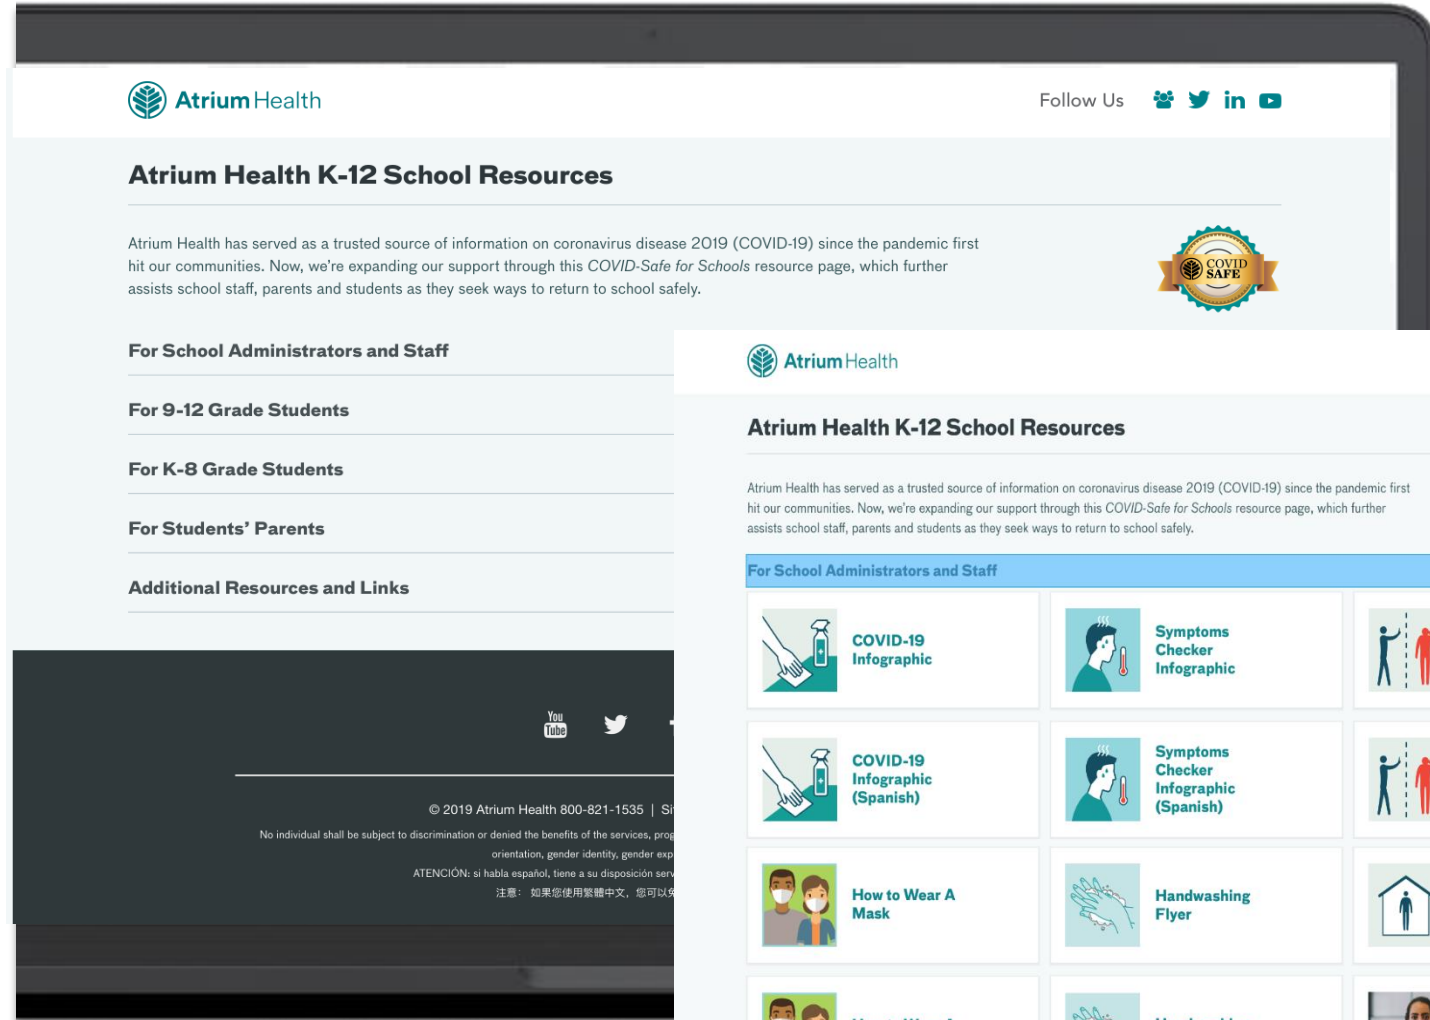 Atrium Health
Follow Us
Atrium Health K-12 School Resources
Atrium Health has served as a trusted source of information on coronavirus disease 2019 (COVID-19) since the pandemic first
hit our communities. Now, we're expanding our support through this COVID-Safe for Schools resource page, which further
assists school staff, parents and students as they seek ways to return to school safely.
COVID
SAFE
For School Administrators and Staff
For 9-12 Grade Students
For K-8 Grade Students
For Students' Parents
Additional Resources and Links
You
Tube
© 2019 Atrium Health 800-821-1535 |
No individual shall be subject to discrimination or denied the benefits of the services,
orientation, gender identity, gender
ATENCIÓN: si habla español, tiene a su disposición
注意： 如果您使用繁體中文，您可以
Atrium Health
Atrium Health K-12 School Resources
Atrium Health has served as a trusted source of information on coronavirus disease 2019 (COVID-19) since the pandemic first
hit our communities. Now, we're expanding our support through this COVID-Safe for Schools resource page, which further
assists school staff, parents and students as they seek ways to return to school safely.
For School Administrators and Staff
COVID-19
Infographic
Symptoms
Checker
Infographic
COVID-19
Infographic
(Spanish)
Symptoms
Checker
Infographic
(Spanish)
How to Wear A
Mask
Handwashing
Flyer